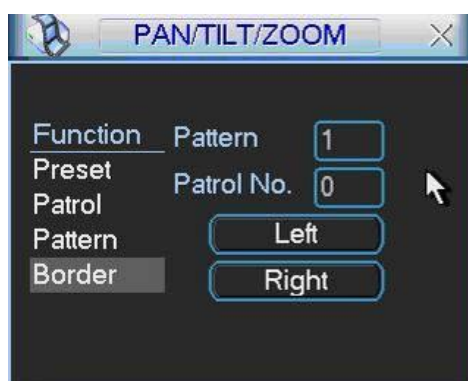 PAN/TILT/ZOOM
Function
Pattern 1
Preset
Patrol No. 0
Patrol
Pattern
Left
Border
Right